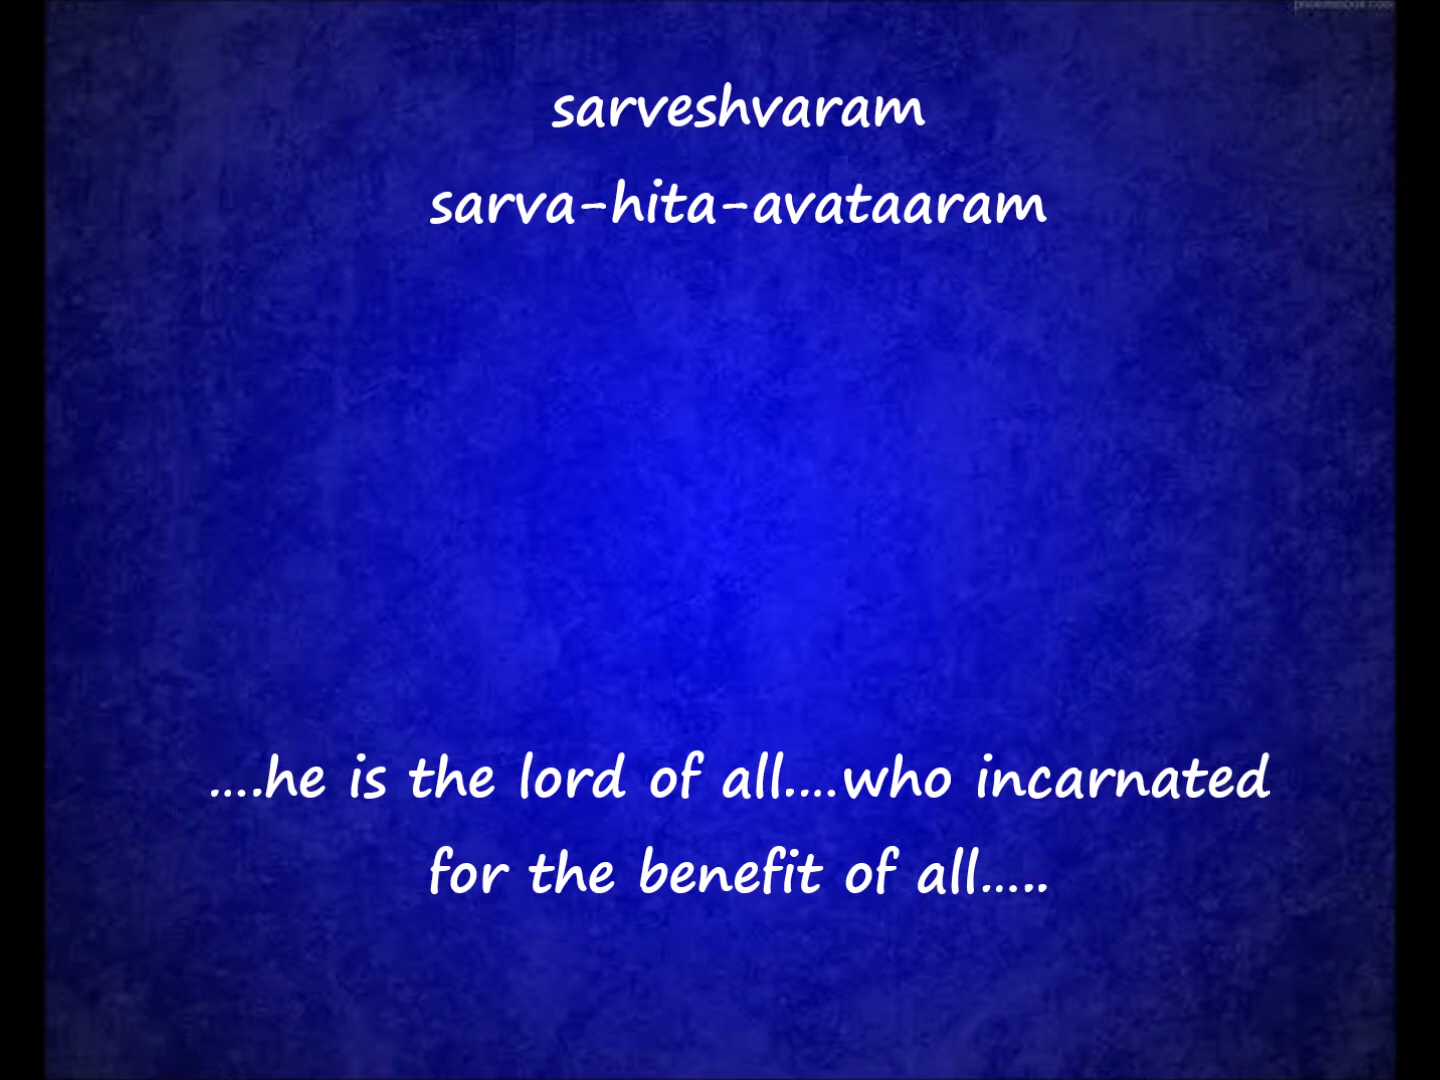 sarveshvaram
sarva-hita-avataaram
....he is the lord of all....who incarnated
for the benefit of all.....